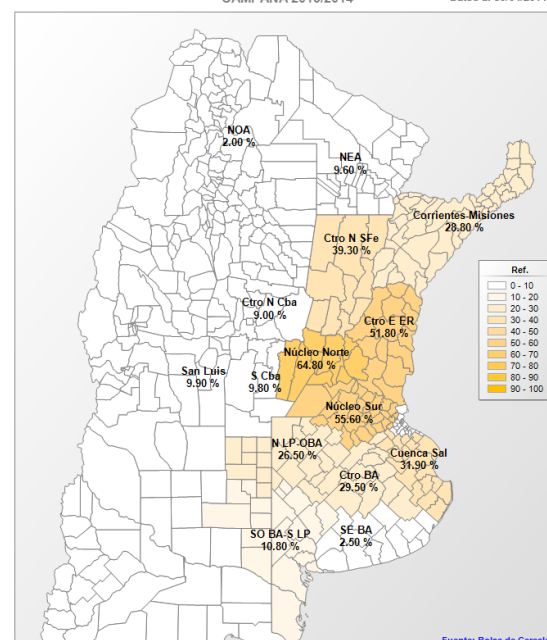 NOA
2.00 %
NEA
9.60 %
Corrientes-Misiones
28.80 %
Ctro N SFe
39.30 %
Ref.
0 - 10
10 - 20
20 - 30
30 - 40
40 - 50
50 - 60
60 - 70
70 - 80
80 - 90
90 - 100
Ctro N Cba
9.00 %
Ctro E ER
51.80 %
Núcleo Norte
64.80 %
San Luis
9.90 %
S Cba
9.80 %
Núcleo Sur
55.60 %
N LP-OBA
26.50 %
Cuenca Sal
31.90 %
Ctro BA
29.50 %
SO BA-S LP
10.80 %
SE BA
2.50 %